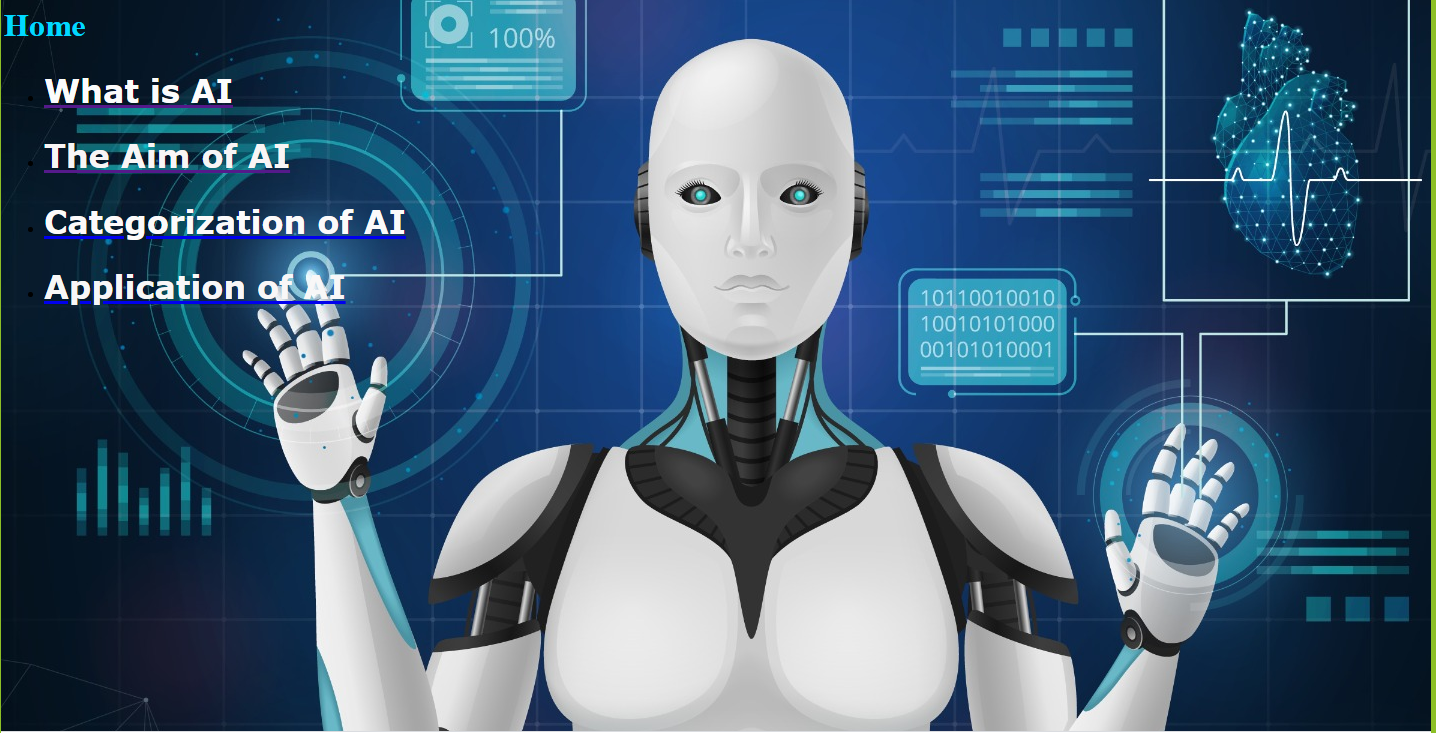 Home
100%
What is AI
The Aim of AI
Categorization of AI
Application of AI
10110010010
10010101000
00101010001